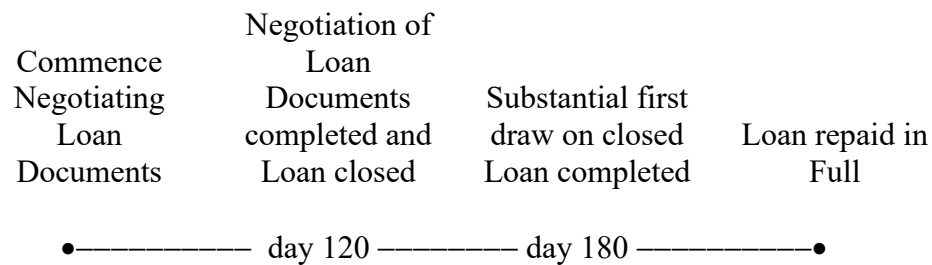 Commence
Negotiating
Loan
Documents
Negotiation of
Loan
Documents
completed and
Loan closed
Substantial first
draw on closed
Loan completed
Loan repaid in
Full
day 120
day 180